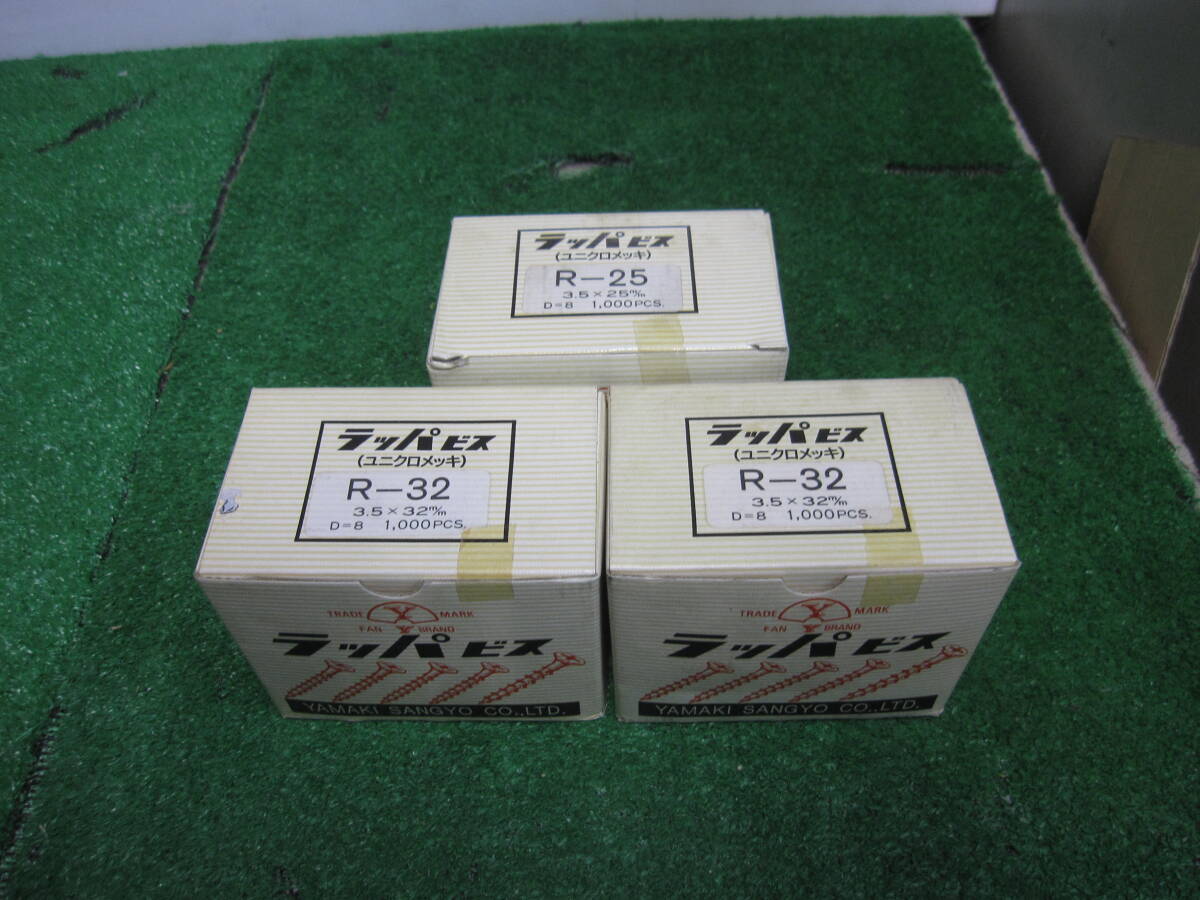 ラッパビス
(ユニクロメッキ)
R-25
3.5×25m/m
D=8 1,000PCS.
ラッパビス
(ユニクロメッキ)
R-32
3.5×32m/m
D=8 1,000PCS.
TRADE Y MARK
FAN Y BRAND
ラッパビス
YAMAKI SANGYO CO.,LTD.
ラッパビス
(ユニクロメッキ)
R-32
3.5×32m/m
D=8 1,000PCS.
TRADE Y MARK
FAN Y BRAND
ラッパビス
YAMAKI SANGYO CO.,LTD.